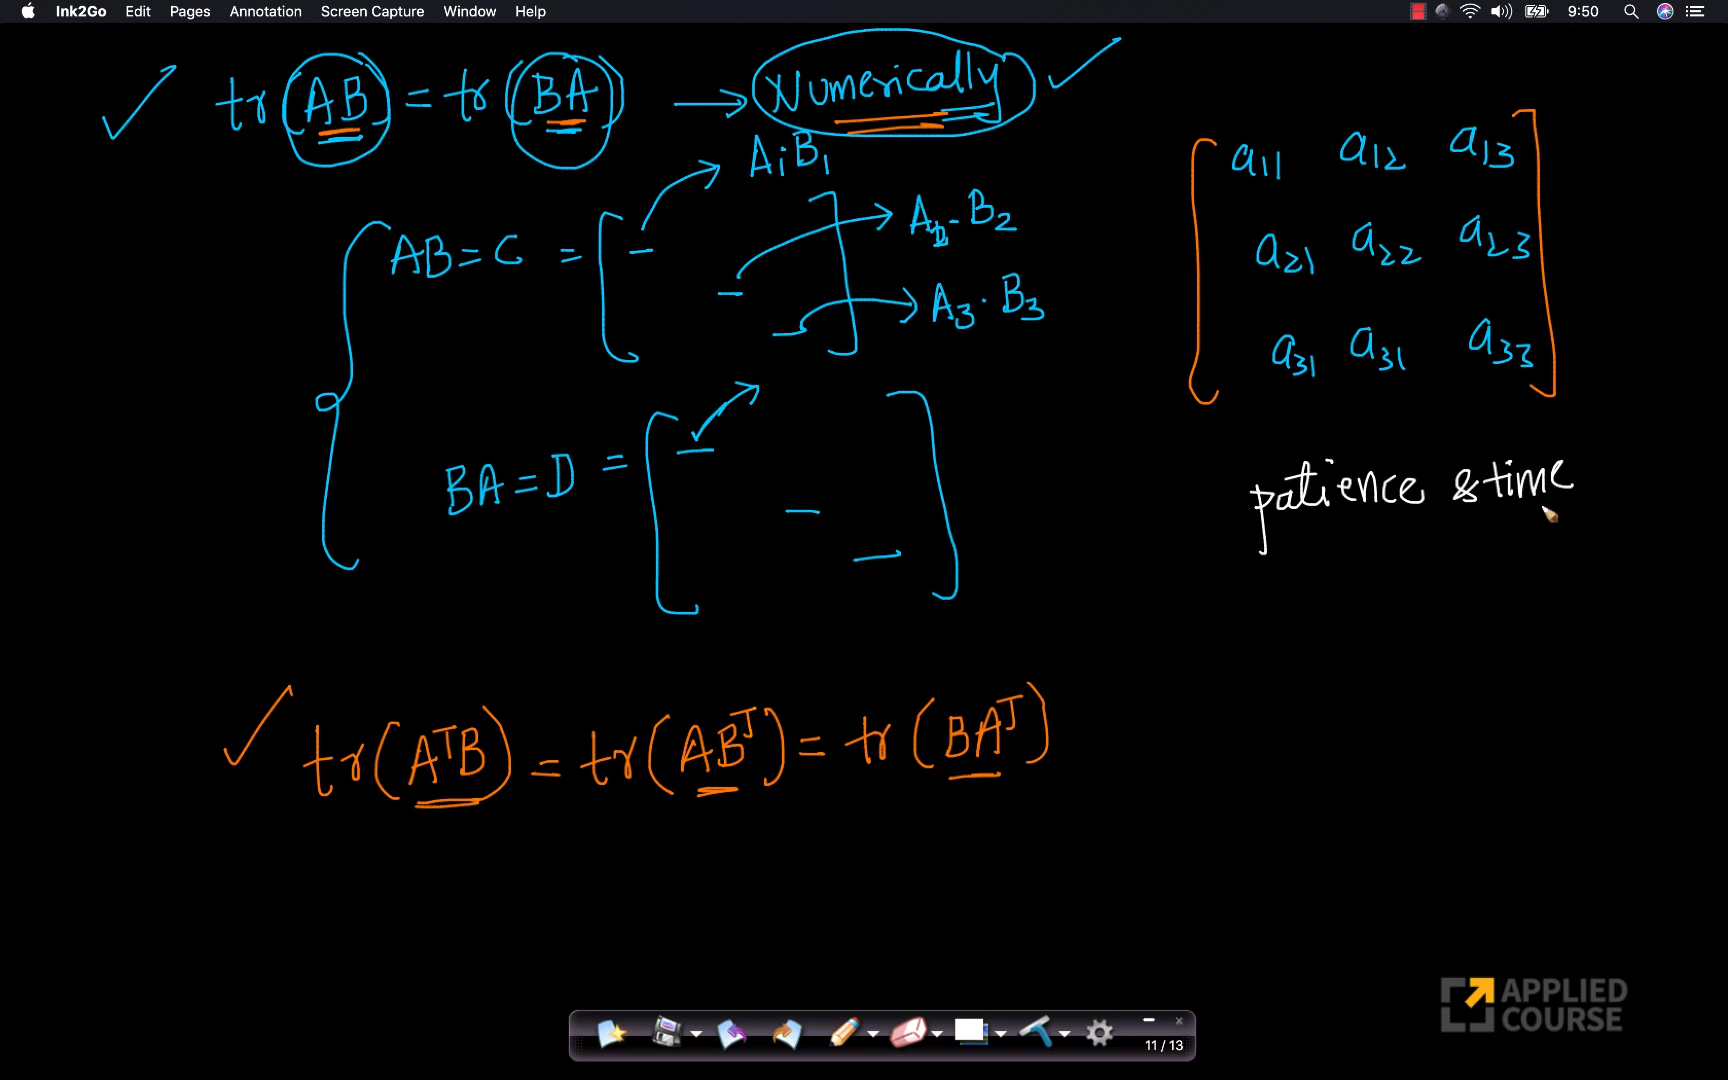 Ink2Go Edit Pages Annotation Screen Capture Window Help 9:50
tr (AB) = tr (BA) → Numerically
A1B1
AB = C = [ – – – ]
A2 · B2
A3 · B3
BA = D = [ – – – ]
a11 a12 a13
a21 a22 a23
a31 a31 a33
patience & time
tr(AᵀB) = tr(ABᵀ) = tr(BAᵀ)
APPLIED
COURSE
11 / 13